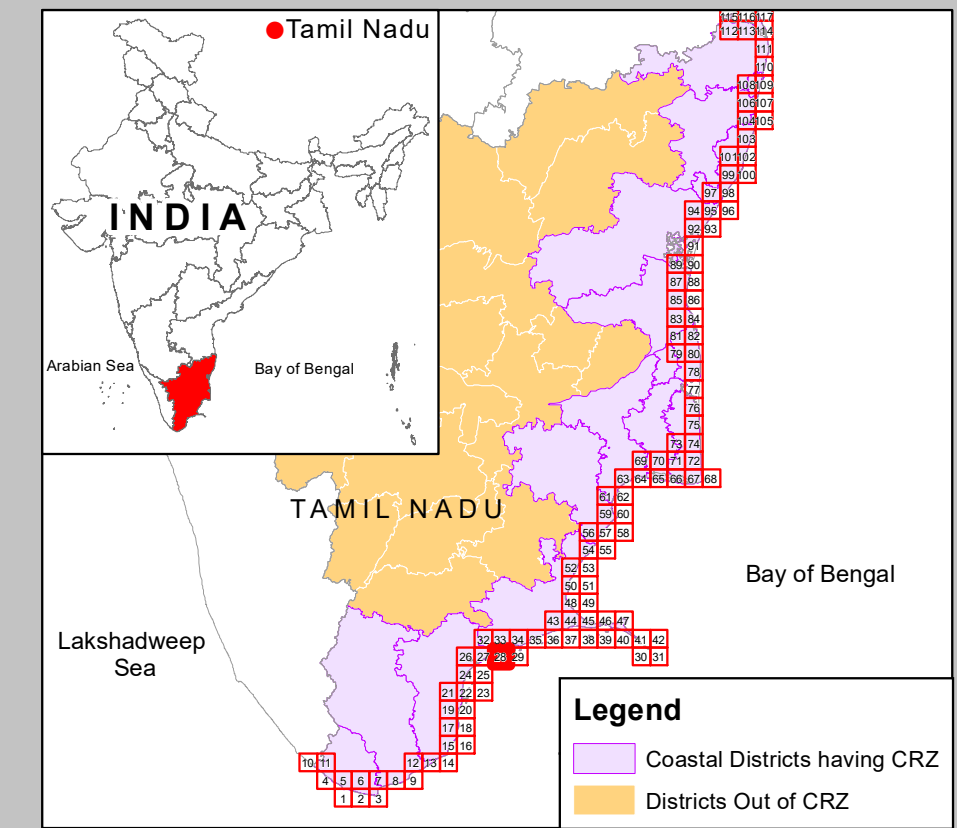 Tamil Nadu
INDIA
Arabian Sea
Bay of Bengal
115 116 117
112 113 114
111
110
108 109
106 107
104 105
103
101 102
99 100
97 98
94 95 96
92 93
91
89 90
87 88
85 86
83 84
81 82
79 80
78
77
76
75
73 74
69 70 71 72
63 64 65 66 67 68
TAMIL NADU
61 62
59 60
56 57 58
54 55
52 53
Bay of Bengal
50 51
48 49
43 44 45 46 47
Lakshadweep
Sea
32 33 34 35 36 37 38 39 40 41 42
26 27 28 29 30 31
24 25
21 22 23
19 20
17 18
15 16
10 11 12 13 14
4 5 6 7 8 9
1 2 3
Legend
Coastal Districts having CRZ
Districts Out of CRZ